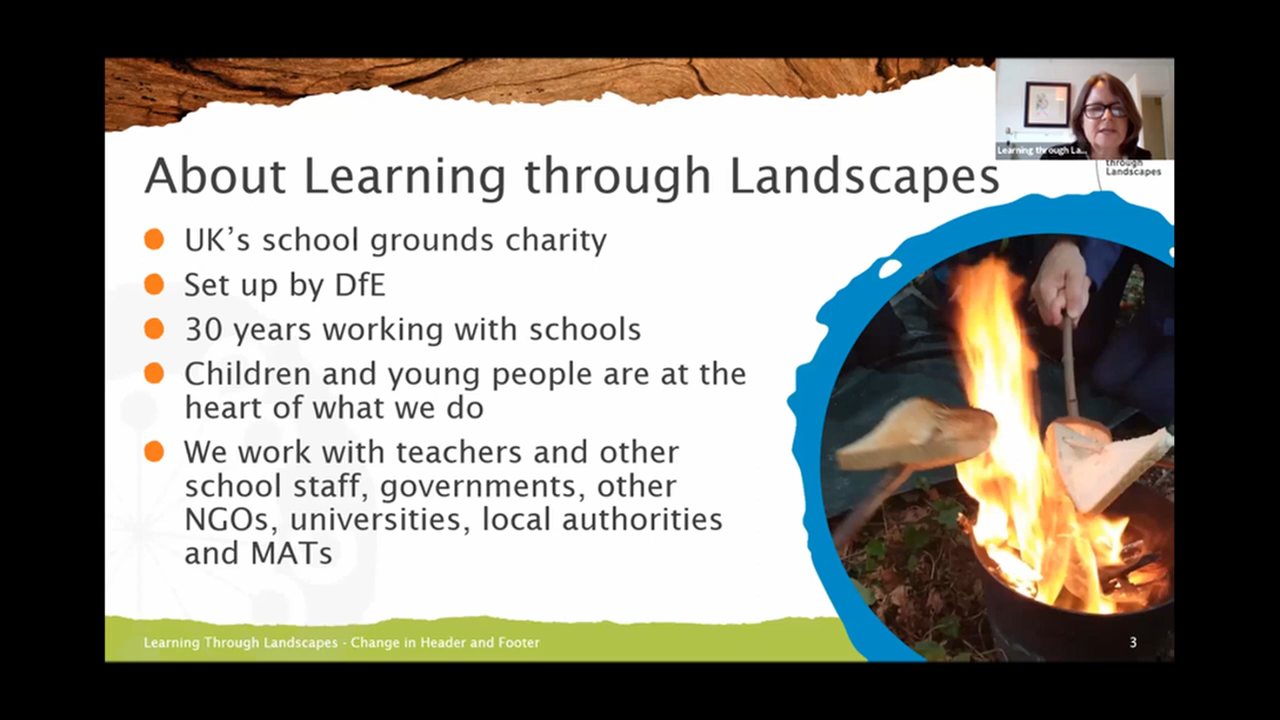 Learning through La...
through
Landscapes
About Learning through Landscapes
UK's school grounds charity
Set up by DfE
30 years working with schools
Children and young people are at the
heart of what we do
We work with teachers and other
school staff, governments, other
NGOs, universities, local authorities
and MATs
Learning Through Landscapes - Change in Header and Footer
3